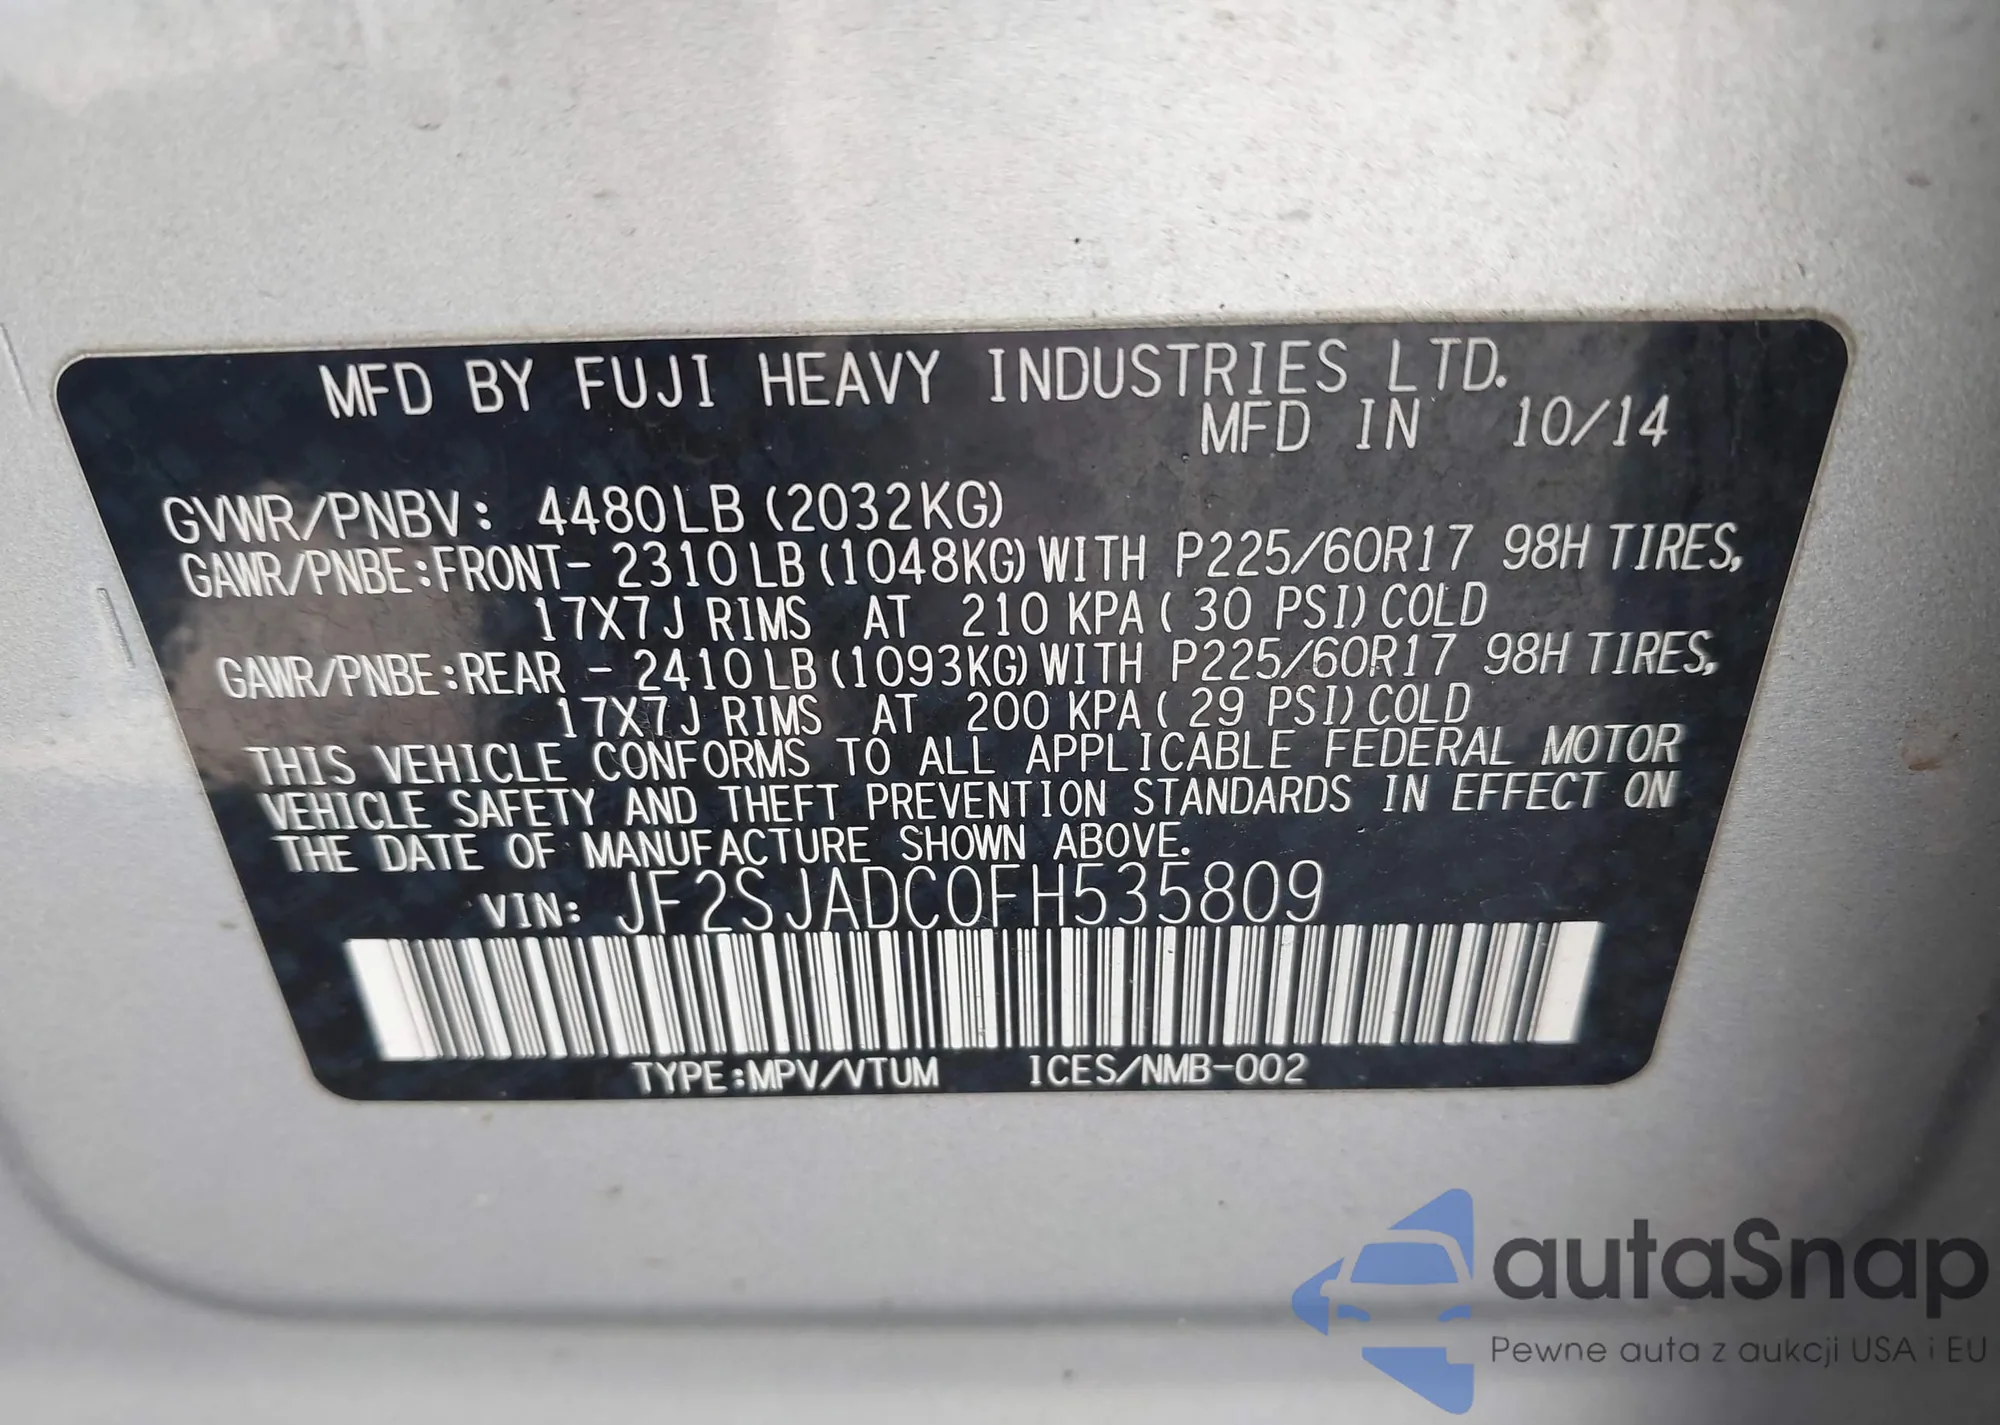 MFD BY FUJI HEAVY INDUSTRIES LTD.
MFD IN 10/14
GVWR/PNBV: 4480LB (2032KG)
GAWR/PNBE:FRONT- 2310LB(1048KG)WITH P225/60R17 98H TIRES,
17X7J RIMS AT 210 KPA( 30 PSI)COLD
GAWR/PNBE:REAR - 2410LB(1093KG)WITH P225/60R17 98H TIRES,
17X7J RIMS AT 200 KPA( 29 PSI)COLD
THIS VEHICLE CONFORMS TO ALL APPLICABLE FEDERAL MOTOR
VEHICLE SAFETY AND THEFT PREVENTION STANDARDS IN EFFECT ON
THE DATE OF MANUFACTURE SHOWN ABOVE.
VIN: JF2SJADC0FH535809
TYPE:MPV/VTUM ICES/NMB-002
autaSnap
Pewne auta z aukcji USA i EU